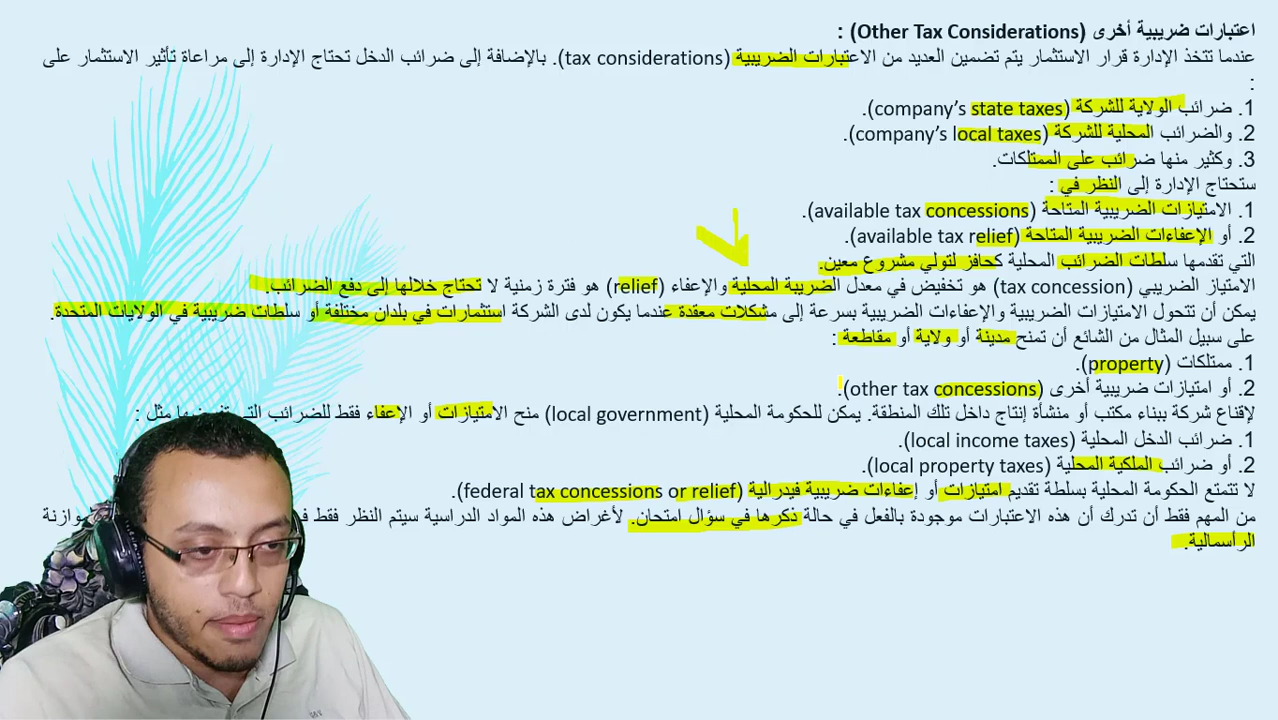 اعتبارات ضريبية أخرى (Other Tax Considerations) :
عندما تتخذ الإدارة قرار الاستثمار يتم تضمين العديد من الاعتبارات الضريبية (tax considerations). بالإضافة إلى ضرائب الدخل تحتاج الإدارة إلى مراعاة تأثير الاستثمار على
:
1. ضرائب الولاية للشركة (company's state taxes).
2. والضرائب المحلية للشركة (company's local taxes).
3. وكثير منها ضرائب على الممتلكات.
ستحتاج الإدارة إلى النظر في :
1. الامتيازات الضريبية المتاحة (available tax concessions).
2. أو الإعفاءات الضريبية المتاحة (available tax relief).
التي تقدمها سلطات الضرائب المحلية كحافز لتولي مشروع معين.
الامتياز الضريبي (tax concession) هو تخفيض في معدل الضريبة المحلية والإعفاء (relief) هو فترة زمنية لا تحتاج خلالها إلى دفع الضرائب.
يمكن أن تتحول الامتيازات الضريبية والإعفاءات الضريبية بسرعة إلى مشكلات معقدة عندما يكون لدى الشركة استثمارات في بلدان مختلفة أو سلطات ضريبية في الولايات المتحدة.
على سبيل المثال من الشائع أن تمنح مدينة أو ولاية أو مقاطعة :
1. ممتلكات (property).
2. أو امتيازات ضريبية أخرى (other tax concessions)
لإقناع شركة ببناء مكتب أو منشأة إنتاج داخل تلك المنطقة. يمكن للحكومة المحلية (local government) منح الامتيازات أو الإعفاء فقط للضرائب التي تفرضها مثل :
1. ضرائب الدخل المحلية (local income taxes).
2. أو ضرائب الملكية المحلية (local property taxes).
لا تتمتع الحكومة المحلية بسلطة تقديم امتيازات أو إعفاءات ضريبية فيدرالية (federal tax concessions or relief).
من المهم فقط أن تدرك أن هذه الاعتبارات موجودة بالفعل في حالة ذكرها في سؤال امتحان. لأغراض هذه المواد الدراسية سيتم النظر فقط
الرأسمالية.